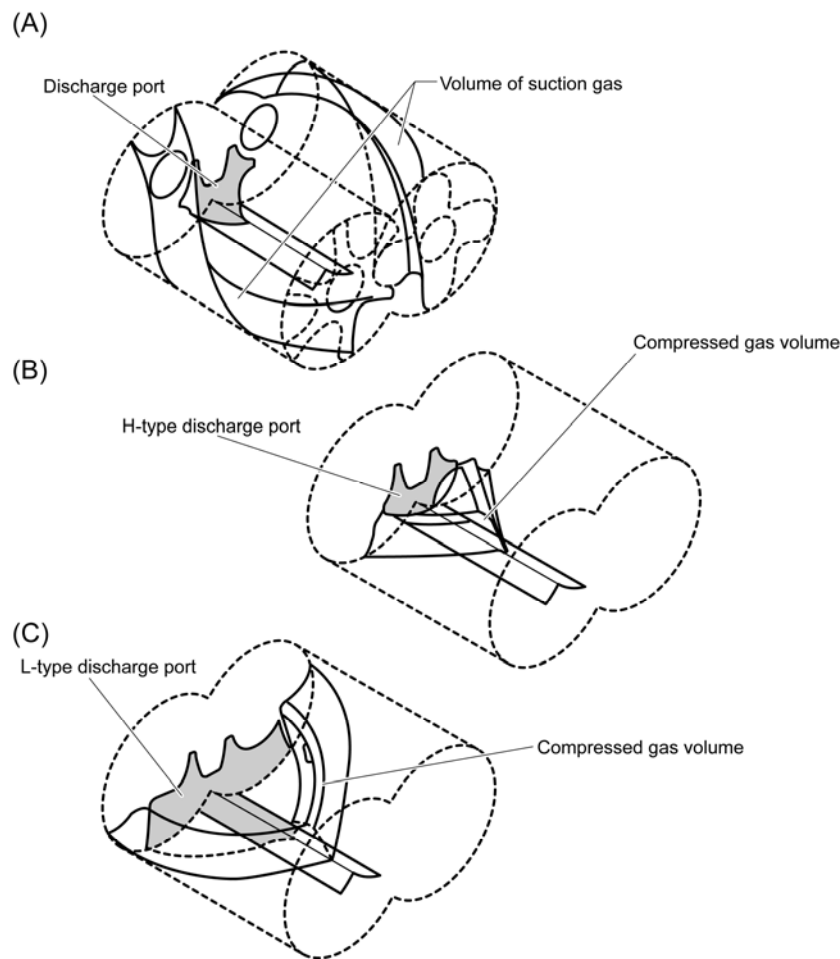 (A)
Discharge port
Volume of suction gas
Compressed gas volume
(B)
H-type discharge port
(C)
L-type discharge port
Compressed gas volume